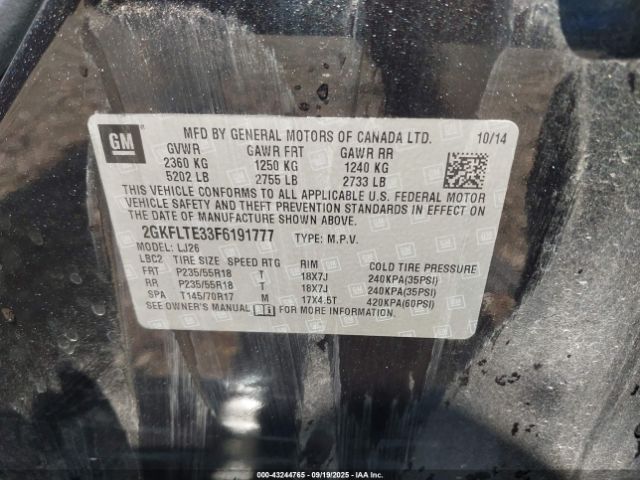 GM
MFD BY GENERAL MOTORS OF CANADA LTD. 10/14
GVWR GAWR FRT GAWR RR
2360 KG 1250 KG 1240 KG
5202 LB 2755 LB 2733 LB
THIS VEHICLE CONFORMS TO ALL APPLICABLE U.S. FEDERAL MOTOR
VEHICLE SAFETY AND THEFT PREVENTION STANDARDS IN EFFECT ON
THE DATE OF MANUFACTURE SHOWN ABOVE.
2GKFLTE33F6191777 TYPE: M.P.V.
MODEL: LJ26
LBC2 TIRE SIZE SPEED RTG RIM COLD TIRE PRESSURE
FRT P235/55R18 T 18X7J 240KPA(35PSI)
RR P235/55R18 T 18X7J 240KPA(35PSI)
SPA T145/70R17 M 17X4.5T 420KPA(60PSI)
SEE OWNER'S MANUAL FOR MORE INFORMATION.
000-43244765 - 09/19/2025 - IAA Inc.